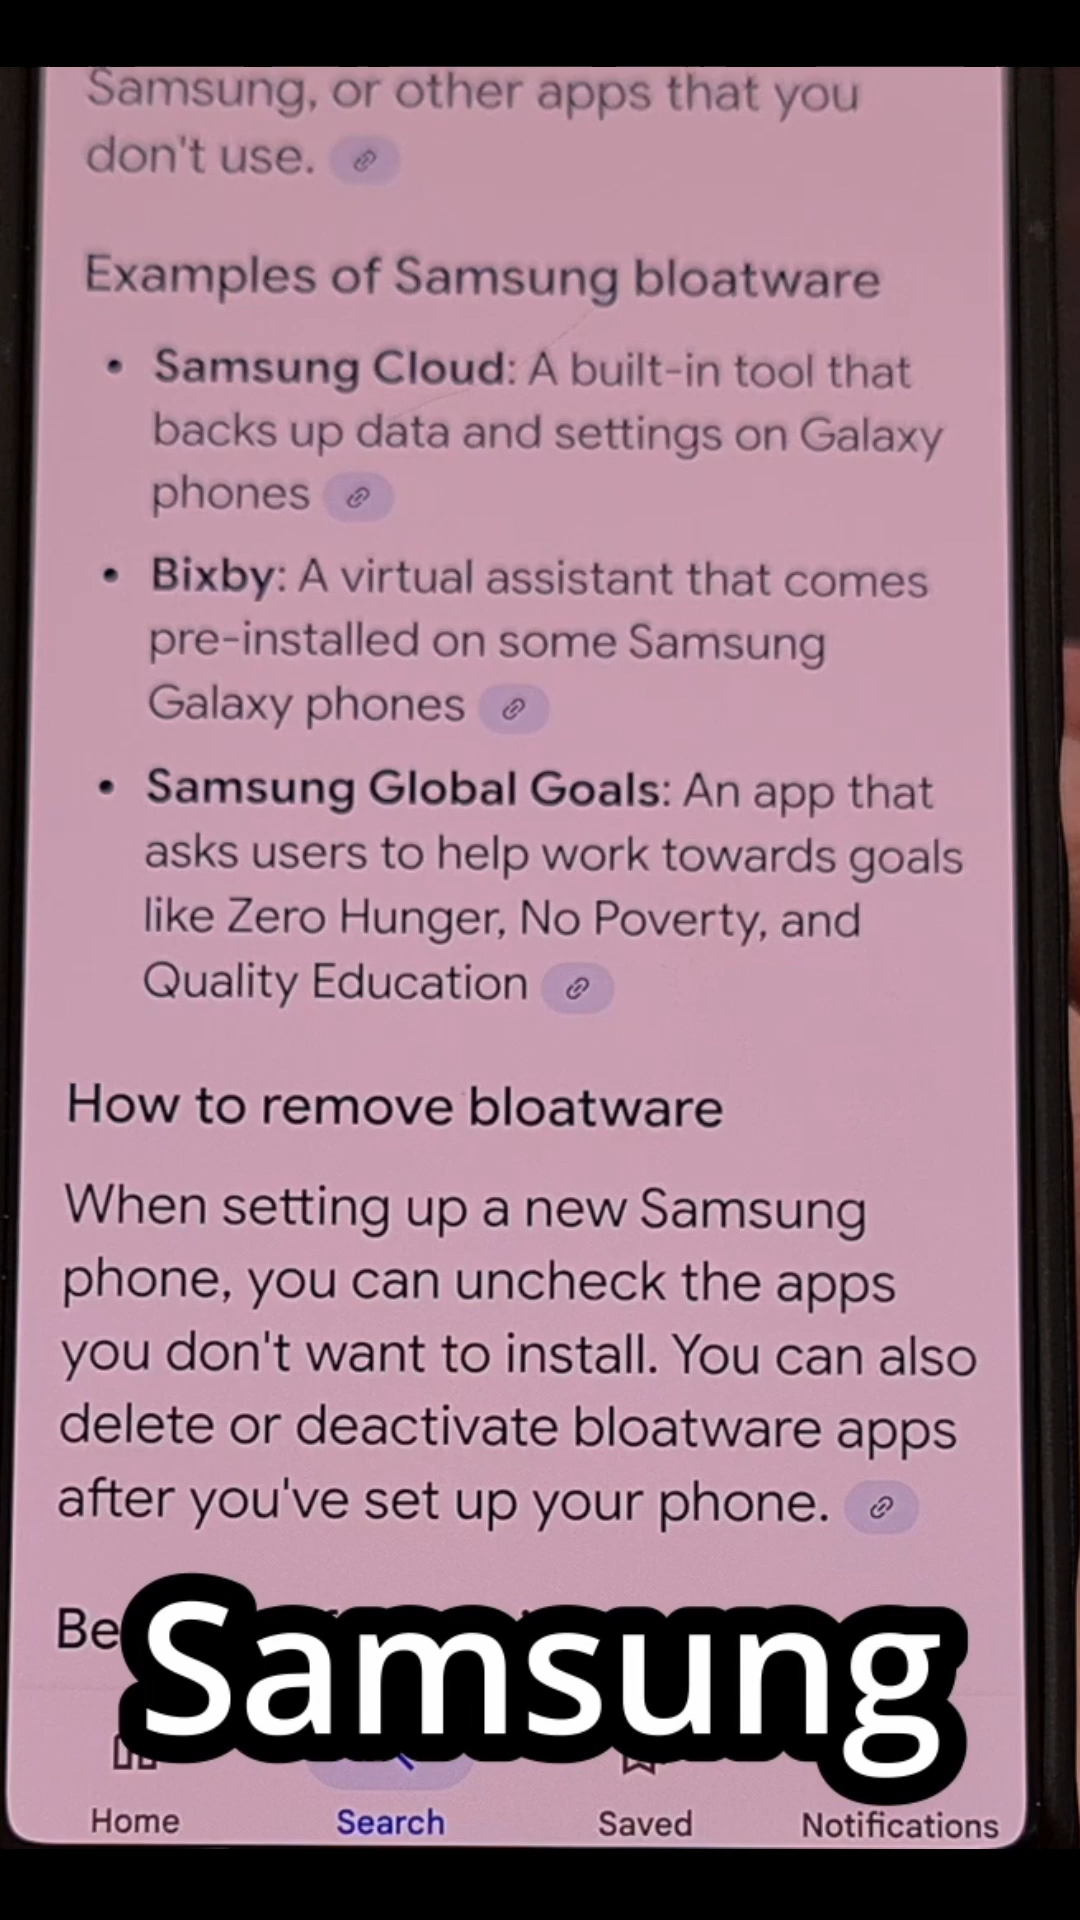 Samsung, or other apps that you
don't use.
Examples of Samsung bloatware
• Samsung Cloud: A built-in tool that
backs up data and settings on Galaxy
phones
• Bixby: A virtual assistant that comes
pre-installed on some Samsung
Galaxy phones
• Samsung Global Goals: An app that
asks users to help work towards goals
like Zero Hunger, No Poverty, and
Quality Education
How to remove bloatware
When setting up a new Samsung
phone, you can uncheck the apps
you don't want to install. You can also
delete or deactivate bloatware apps
after you've set up your phone.
Samsung
Home
Search
Saved
Notifications